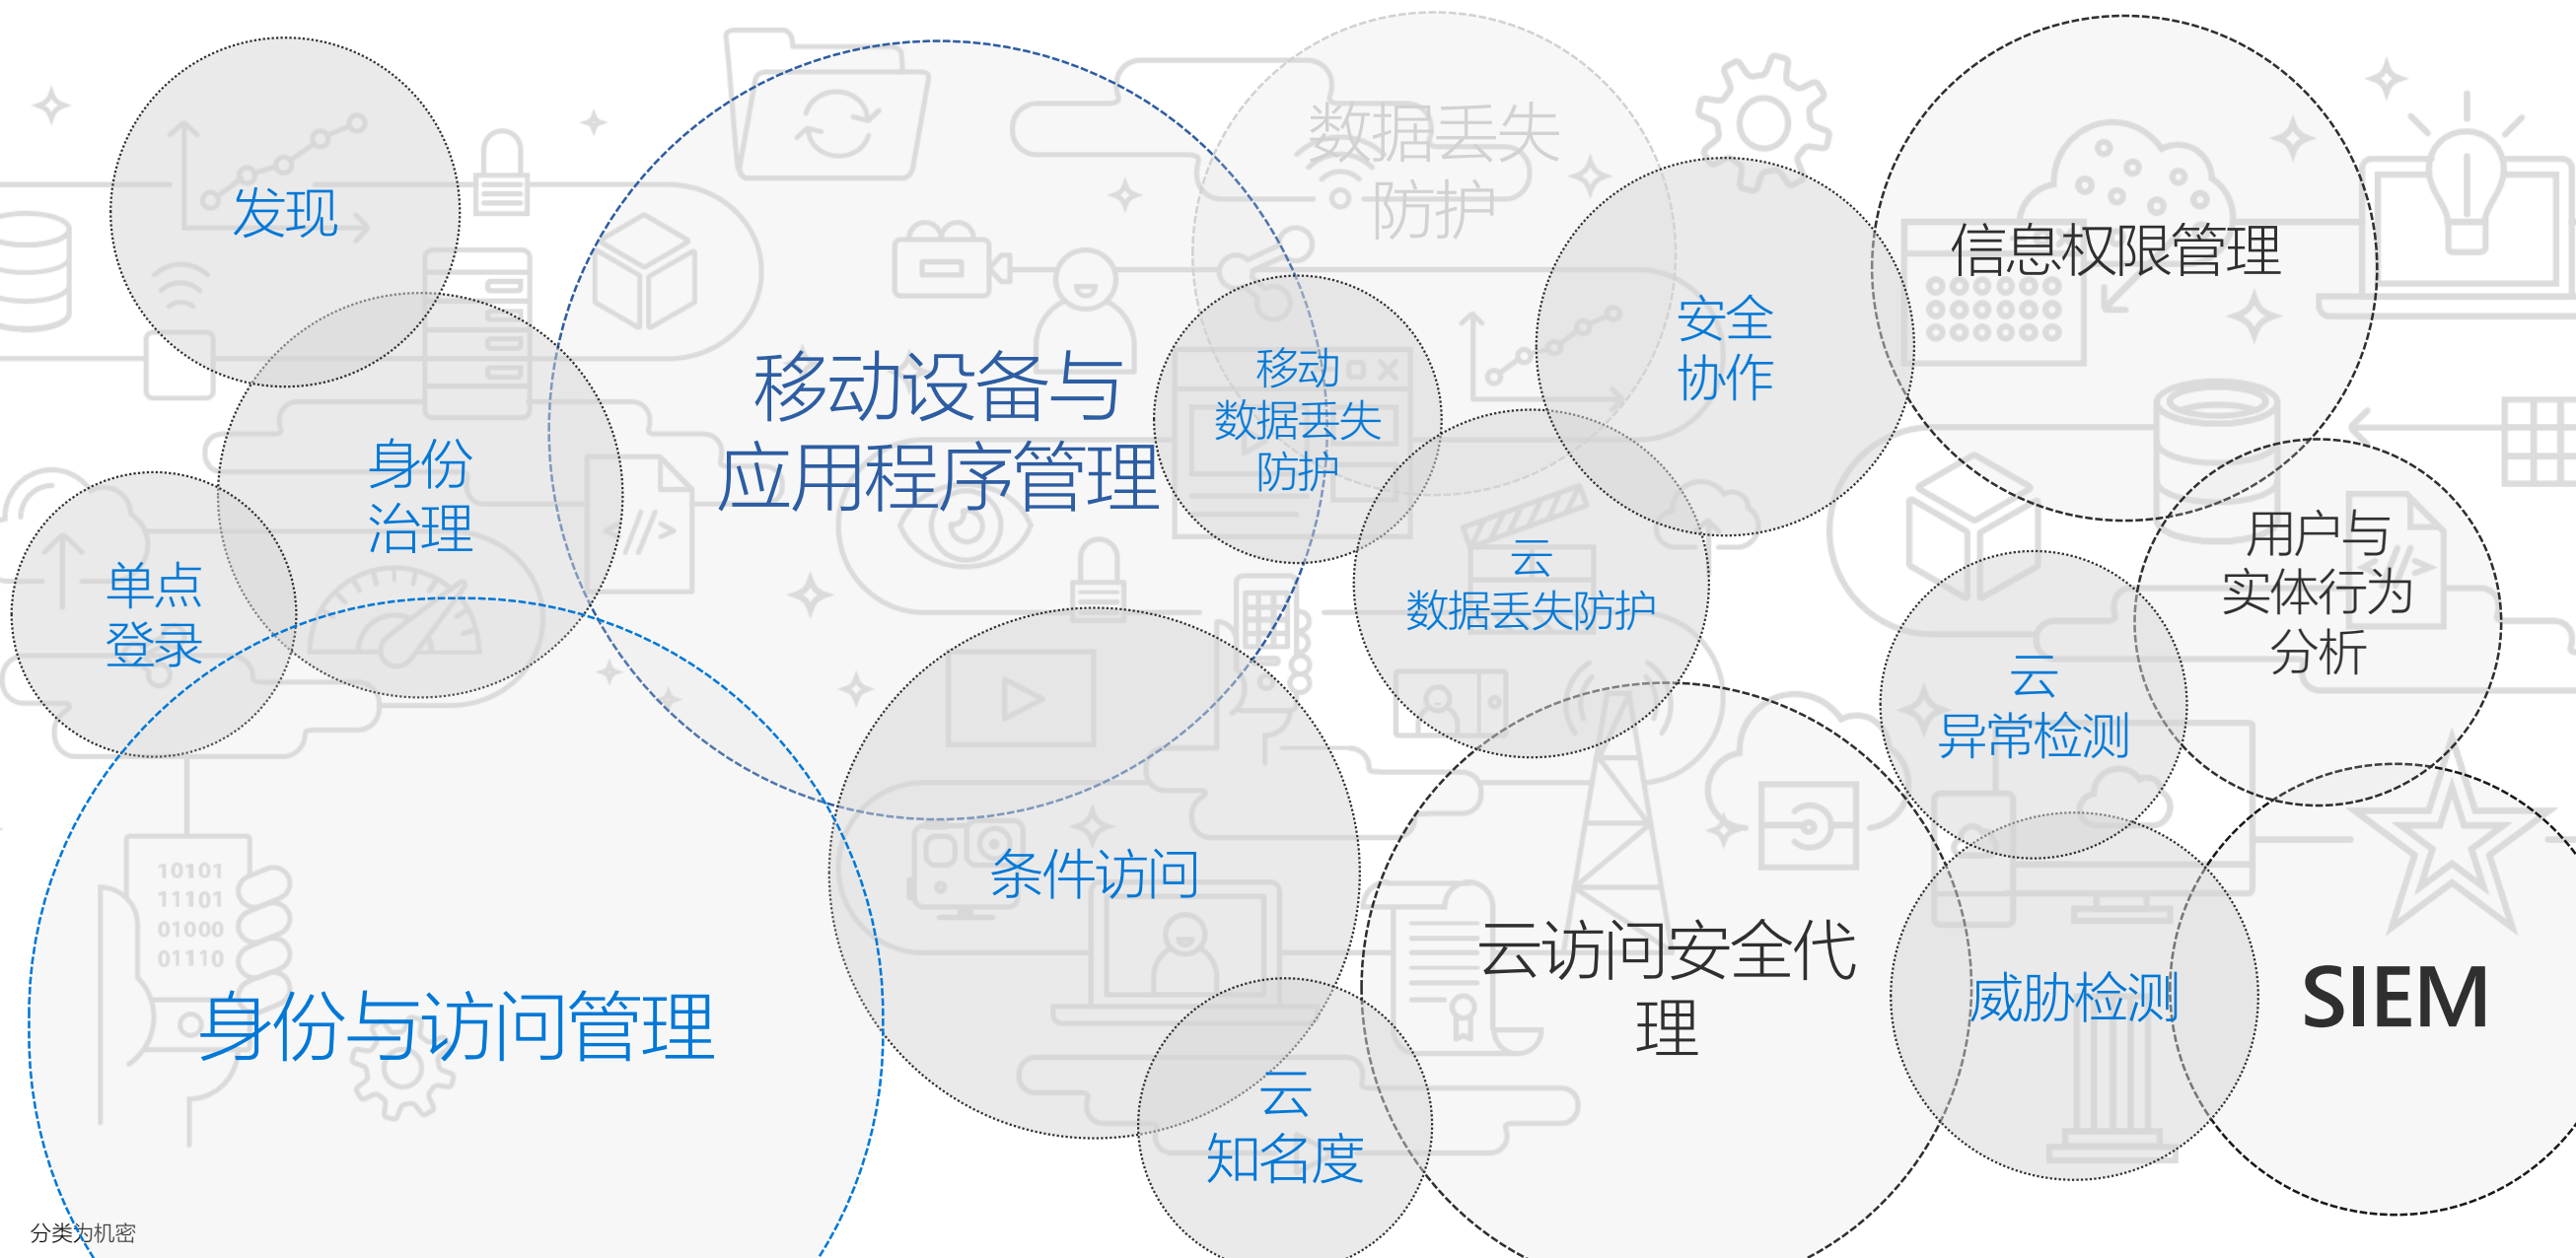 发现
数据丢失
防护
信息权限管理
安全
协作
移动设备与
应用程序管理
移动
数据丢失
防护
身份
治理
单点
登录
云
数据丢失防护
用户与
实体行为
分析
云
异常检测
条件访问
10101
11101
01000
01110
云访问安全代
理
威胁检测
SIEM
身份与访问管理
云
知名度
分类为机密